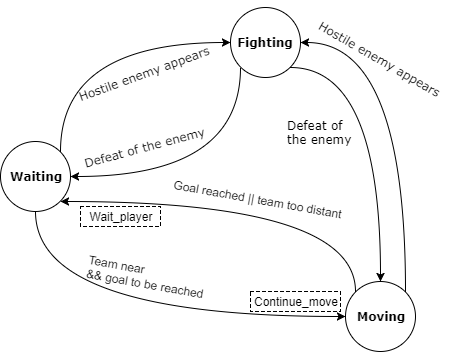 Fighting
Hostile enemy appears
Hostile enemy appears
Defeat of the enemy
Defeat of
the enemy
Waiting
Goal reached || team too distant
Wait_player
Team near
&& goal to be reached
Continue_move
Moving